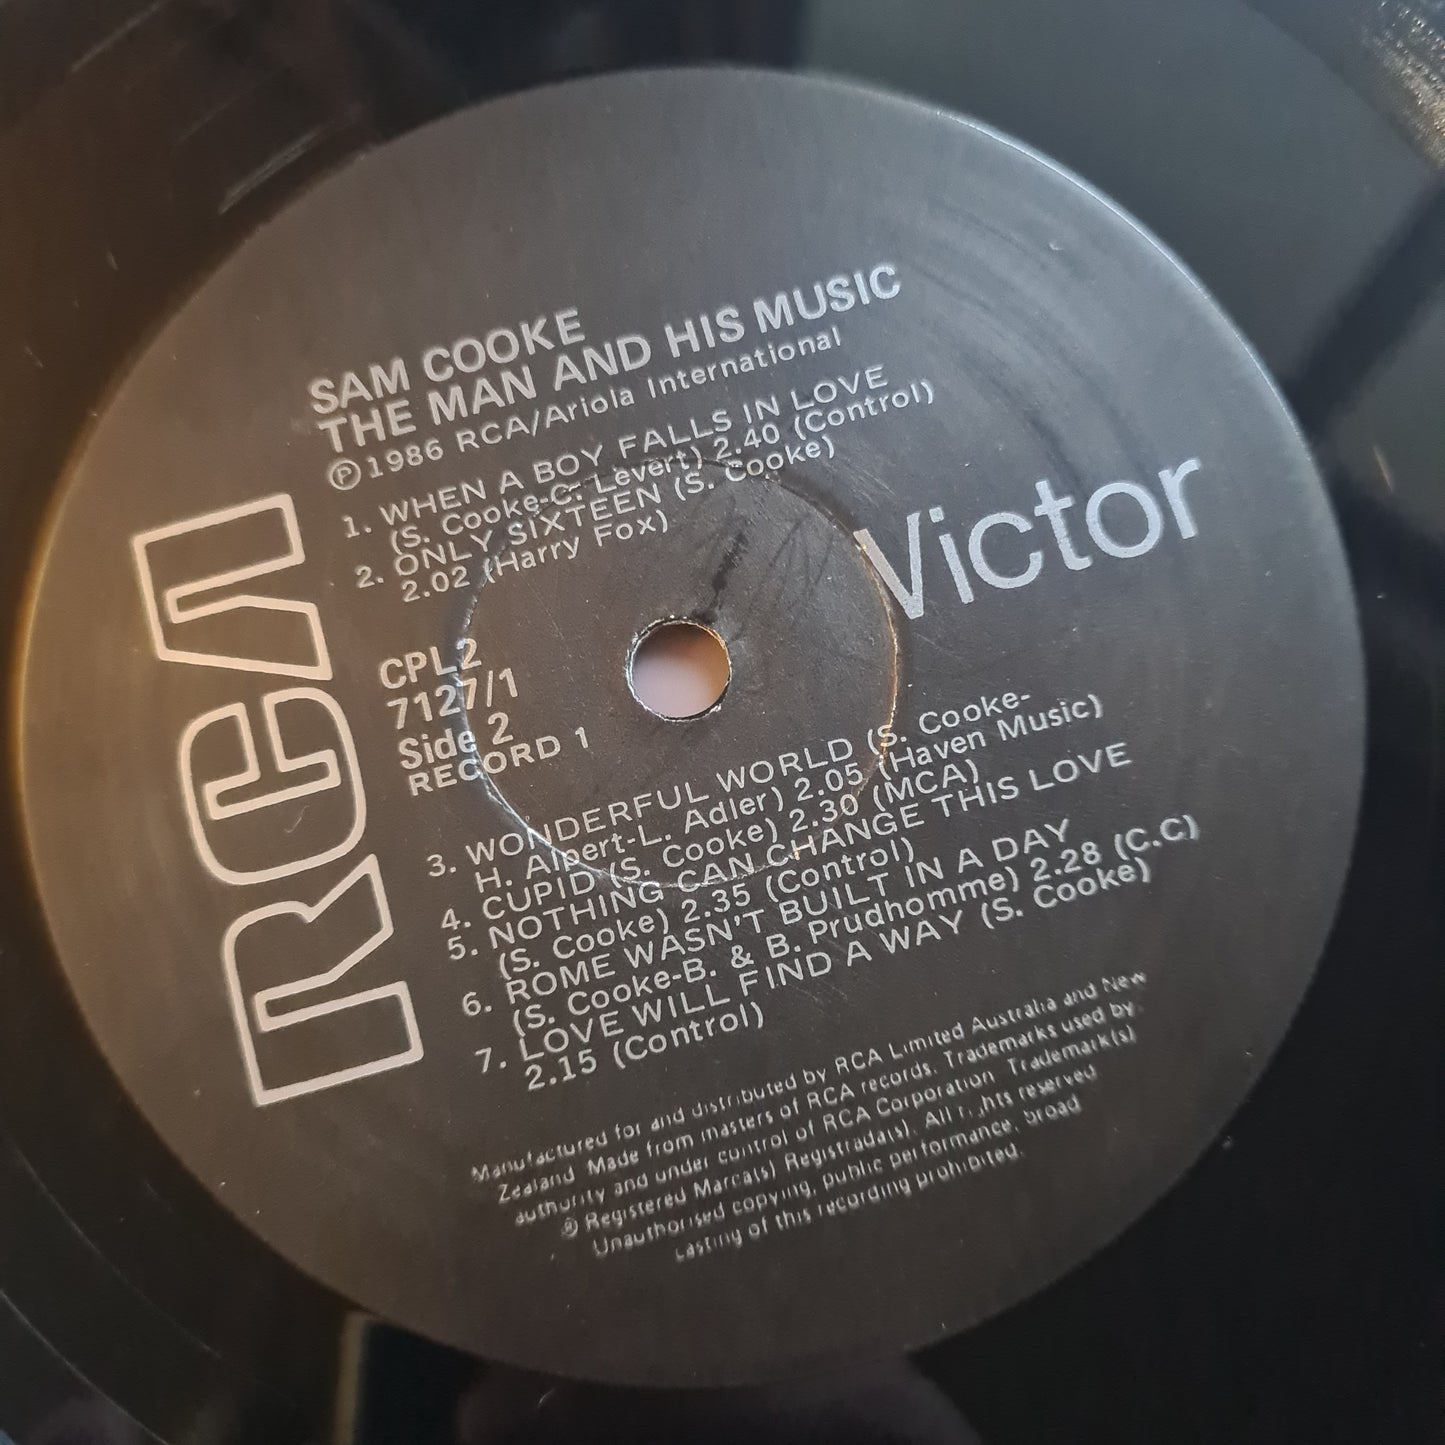 SAM COOKE
THE MAN AND HIS MUSIC
℗1986 RCA/Ariola International
1. WHEN A BOY FALLS IN LOVE
(S. Cooke-C. Levert) 2.40 (Control)
2. ONLY SIXTEEN (S. Cooke)
2.02 (Harry Fox)
RCA
Victor
CPL2
7127/1
Side 2
RECORD 1
3. WONDERFUL WORLD (S. Cooke-
H. Alpert-L. Adler) 2.05 (Haven Music)
4. CUPID (S. Cooke) 2.30 (MCA)
5. NOTHING CAN CHANGE THIS LOVE
(S. Cooke) 2.35 (Control)
6. ROME WASN'T BUILT IN A DAY
(S. Cooke-B. & B. Prudhomme) 2.28 (C.C)
7. LOVE WILL FIND A WAY (S. Cooke)
2.15 (Control)
Manufactured for and distributed by RCA Limited Australia and New
Zealand. Made from masters of RCA records. Trademarks used by
authority and under control of RCA Corporation Trademark(s)
® Registered Marca(s) Registrada(s). All rights reserved
Unauthorised copying, public performance, broad
casting of this recording prohibited.